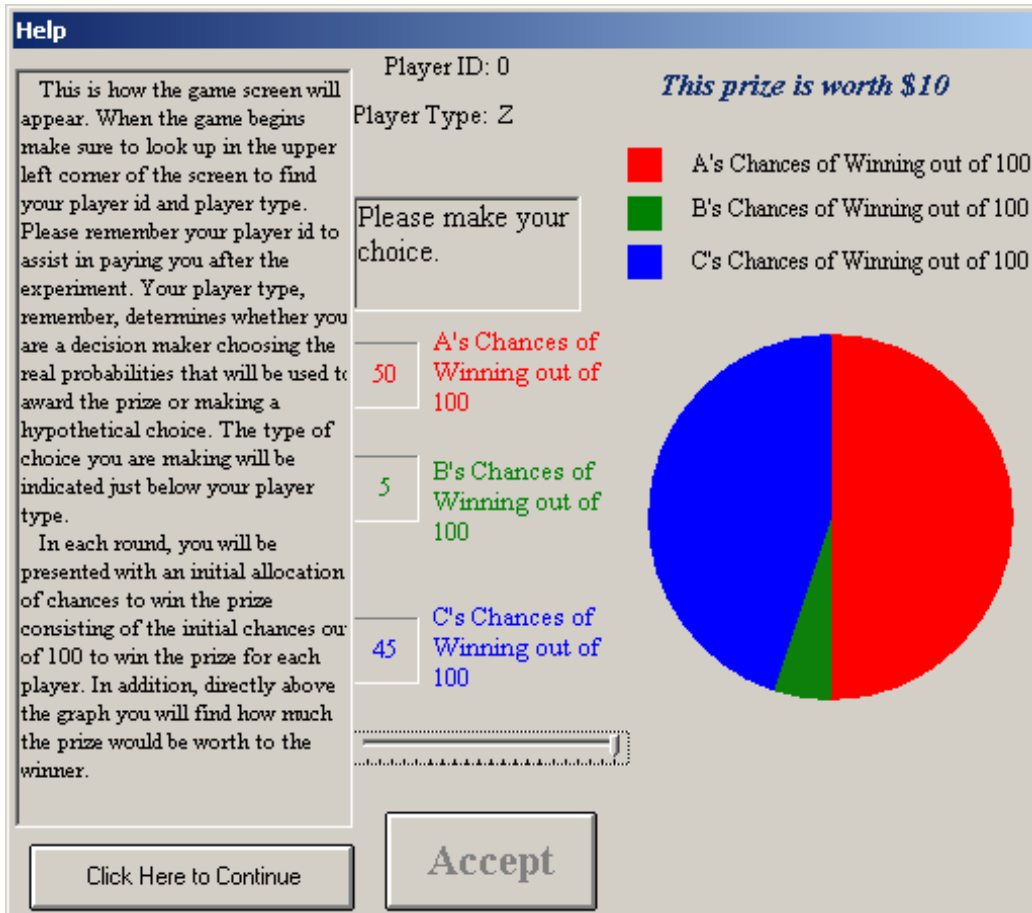 Help
This is how the game screen will
appear. When the game begins
make sure to look up in the upper
left corner of the screen to find
your player id and player type.
Please remember your player id to
assist in paying you after the
experiment. Your player type,
remember, determines whether you
are a decision maker choosing the
real probabilities that will be used to
award the prize or making a
hypothetical choice. The type of
choice you are making will be
indicated just below your player
type.
In each round, you will be
presented with an initial allocation
of chances to win the prize
consisting of the initial chances our
of 100 to win the prize for each
player. In addition, directly above
the graph you will find how much
the prize would be worth to the
winner.
Click Here to Continue
Player ID: 0
Player Type: Z
Please make your
choice.
50
A's Chances of
Winning out of
100
5
B's Chances of
Winning out of
100
45
C's Chances of
Winning out of
100
Accept
This prize is worth $10
A's Chances of Winning out of 100
B's Chances of Winning out of 100
C's Chances of Winning out of 100